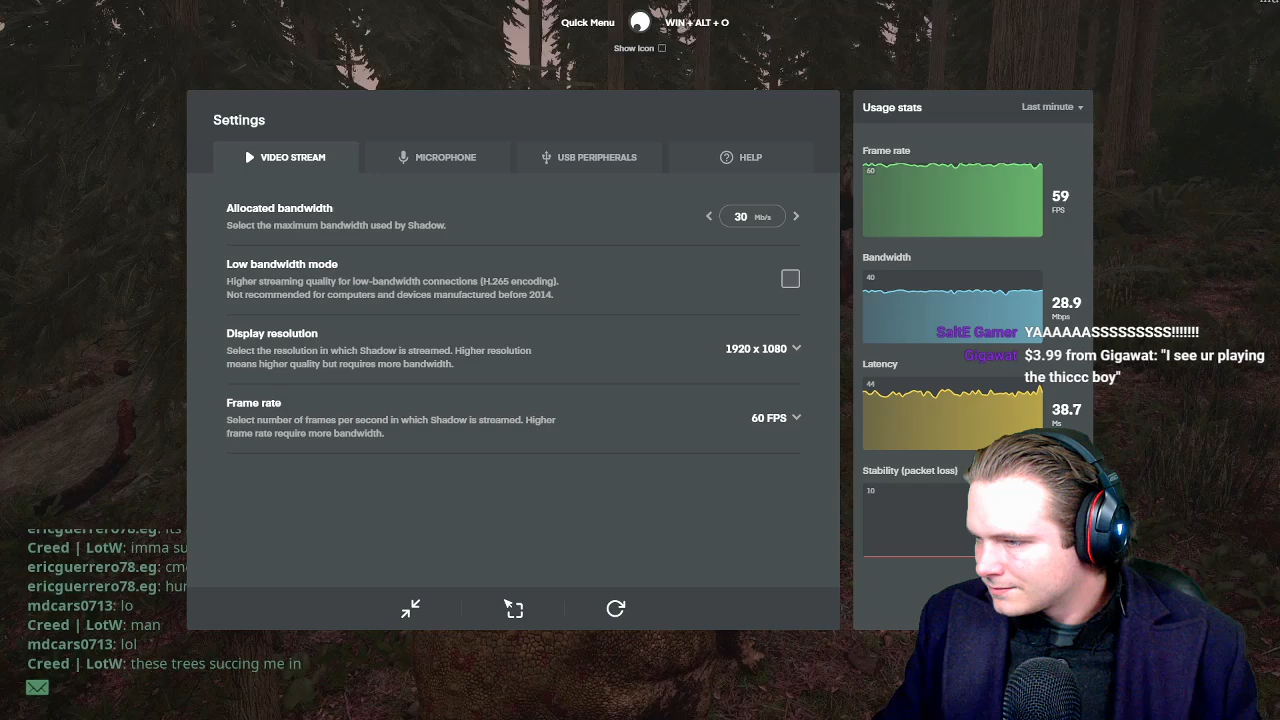 Quick Menu WIN + ALT + O
Show Icon
Settings
VIDEO STREAM MICROPHONE USB PERIPHERALS HELP
Allocated bandwidth
Select the maximum bandwidth used by Shadow.
30 Mb/s
Low bandwidth mode
Higher streaming quality for low-bandwidth connections (H.265 encoding).
Not recommended for computers and devices manufactured before 2014.
Display resolution
Select the resolution in which Shadow is streamed. Higher resolution
means higher quality but requires more bandwidth.
1920 x 1080
Frame rate
Select number of frames per second in which Shadow is streamed. Higher
frame rate require more bandwidth.
60 FPS
Usage stats Last minute
Frame rate
60
59
FPS
Bandwidth
40
28.9
Mbps
SaltE Gamer YAAAAAASSSSSSSSS!!!!!!!
Gigawat $3.99 from Gigawat: "I see ur playing
the thiccc boy"
Latency
44
38.7
Ms
Stability (packet loss)
10
ericguerrero78.eg: its
Creed | LotW: imma su
ericguerrero78.eg: cm
ericguerrero78.eg: hur
mdcars0713: lo
Creed | LotW: man
mdcars0713: lol
Creed | LotW: these trees succing me in